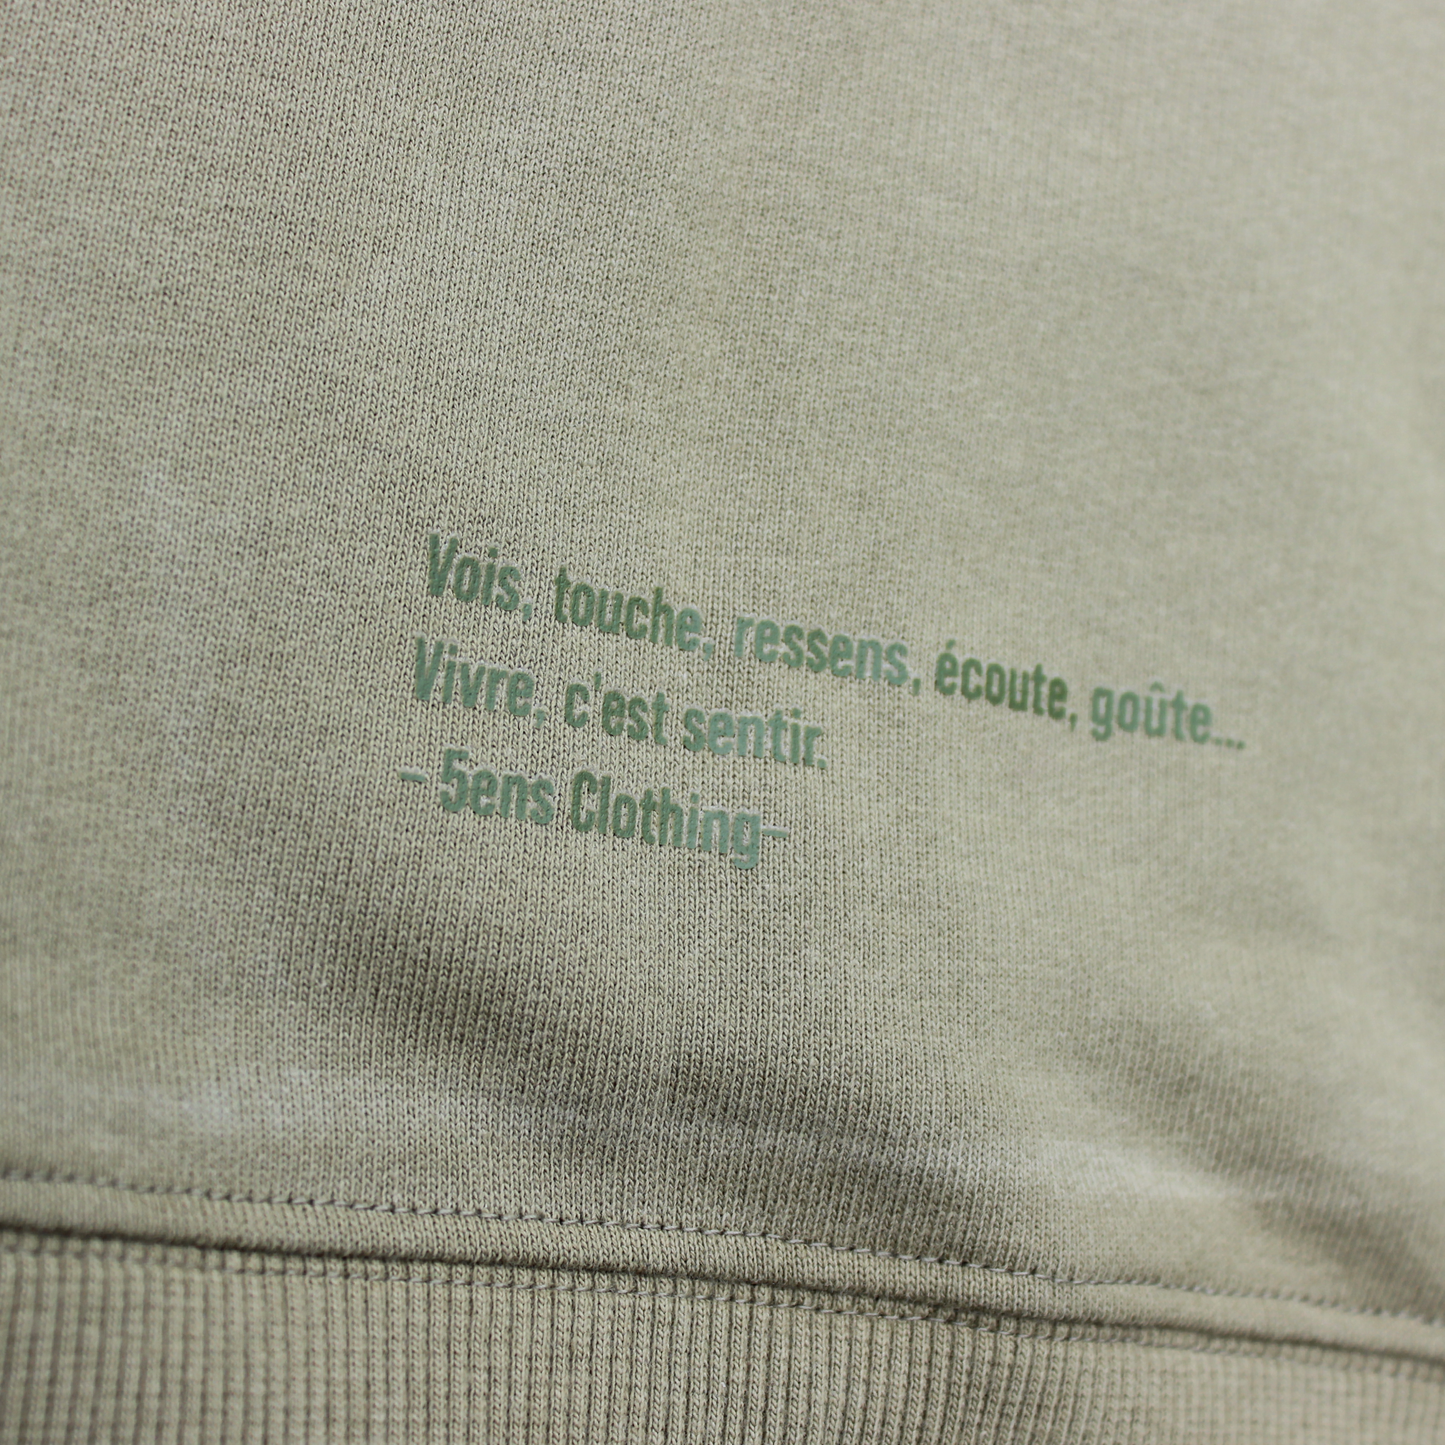 Vois, touche, ressens, écoute, goûte...
Vivre, c'est sentir.
- 5ens Clothing-